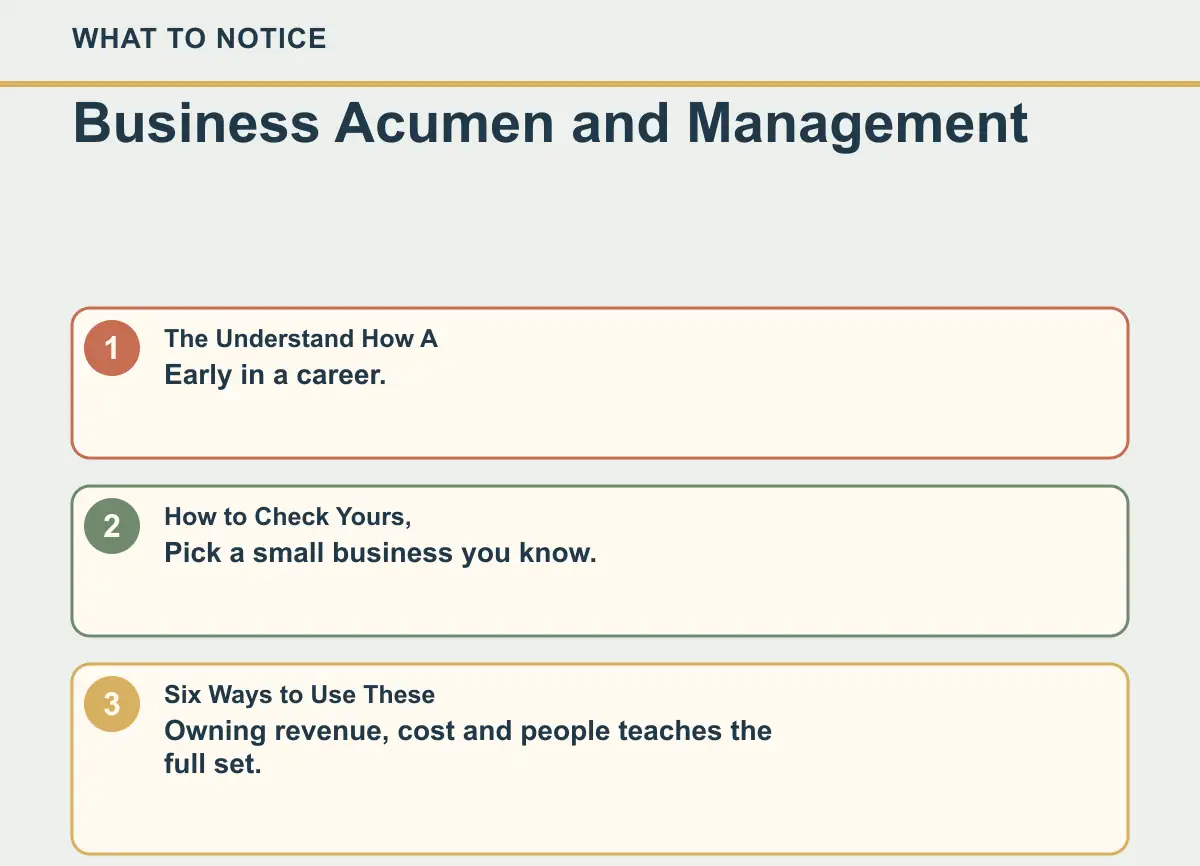 WHAT TO NOTICE
Business Acumen and Management
1
The Understand How A
Early in a career.
2
How to Check Yours,
Pick a small business you know.
3
Six Ways to Use These
Owning revenue, cost and people teaches the
full set.